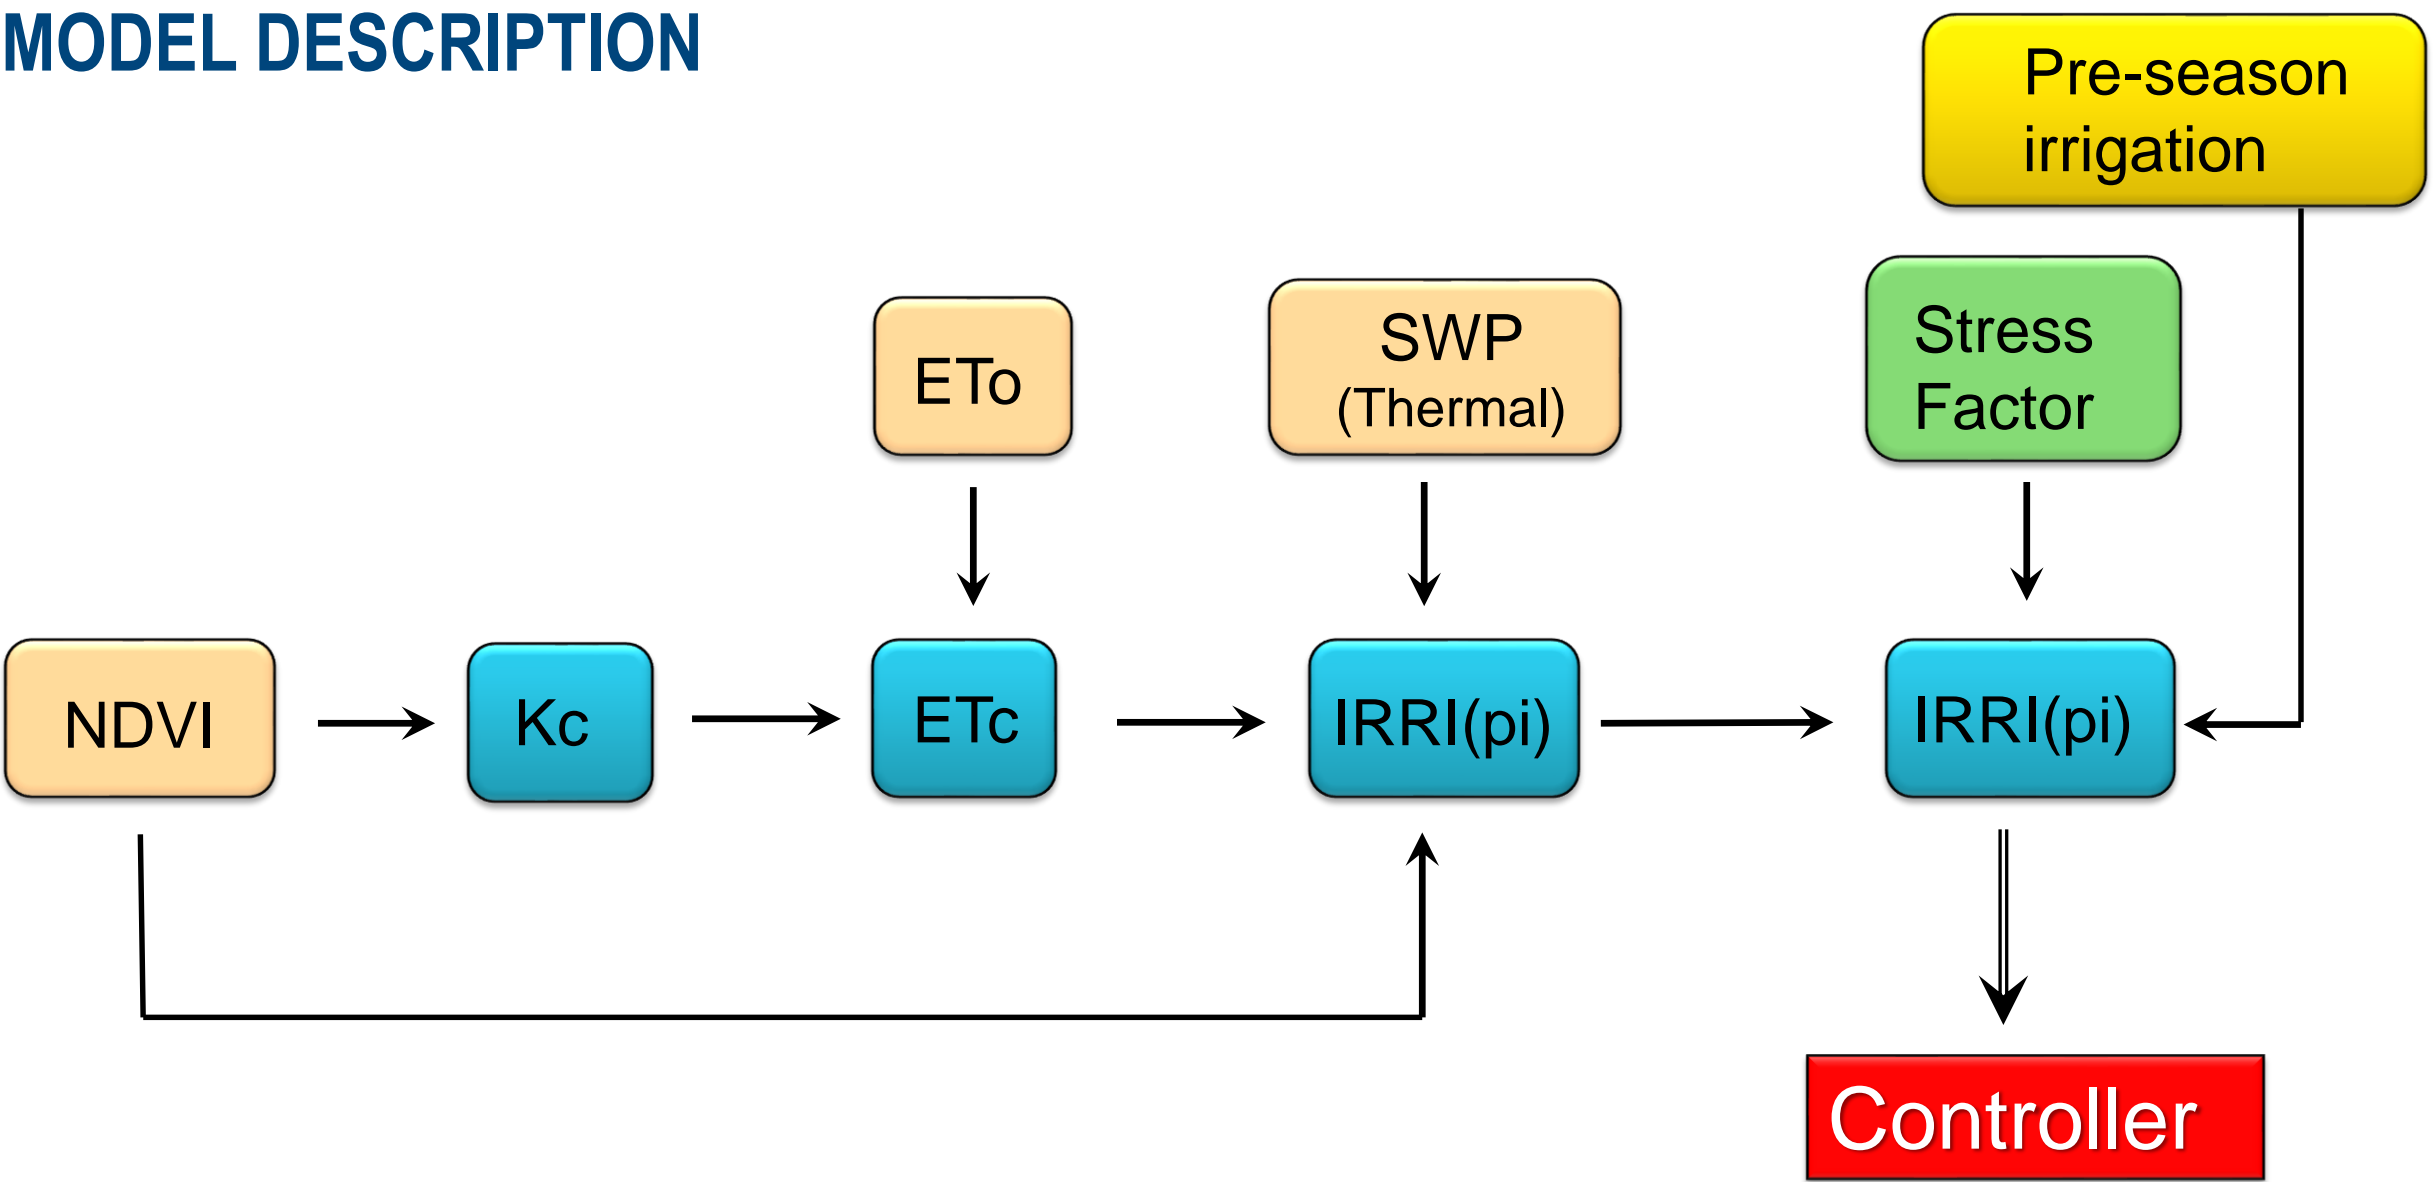 MODEL DESCRIPTION
Pre-season
irrigation
ETo
SWP
(Thermal)
Stress
Factor
NDVI
Kc
ETc
IRRI(pi)
IRRI(pi)
Controller